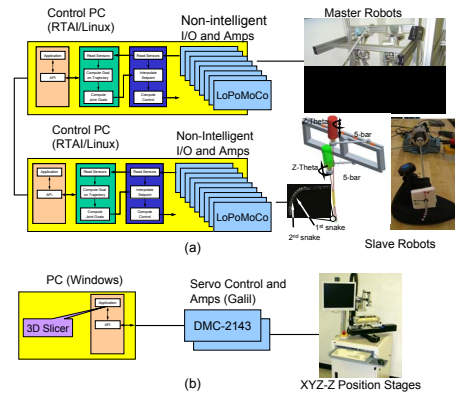 Control PC
(RTAI/Linux)
Non-intelligent
I/O and Amps
Master Robots
Application
API
Read Sensors
Compute Goal
on Trajectory
Compute
Joint Goals
Read Sensors
Interpolate
Setpoint
Compute
Control
LoPoMoCo
Control PC
(RTAI/Linux)
Non-Intelligent
I/O and Amps
Application
API
Read Sensors
Compute Goal
on Trajectory
Compute
Joint Goals
Read Sensors
Interpolate
Setpoint
Compute
Control
LoPoMoCo
Z-Theta
5-bar
Z-Theta
5-bar
1st snake
2nd snake
Slave Robots
(a)
PC (Windows)
Servo Control and
Amps (Galil)
Application
3D Slicer
API
DMC-2143
(b)
XYZ-Z Position Stages